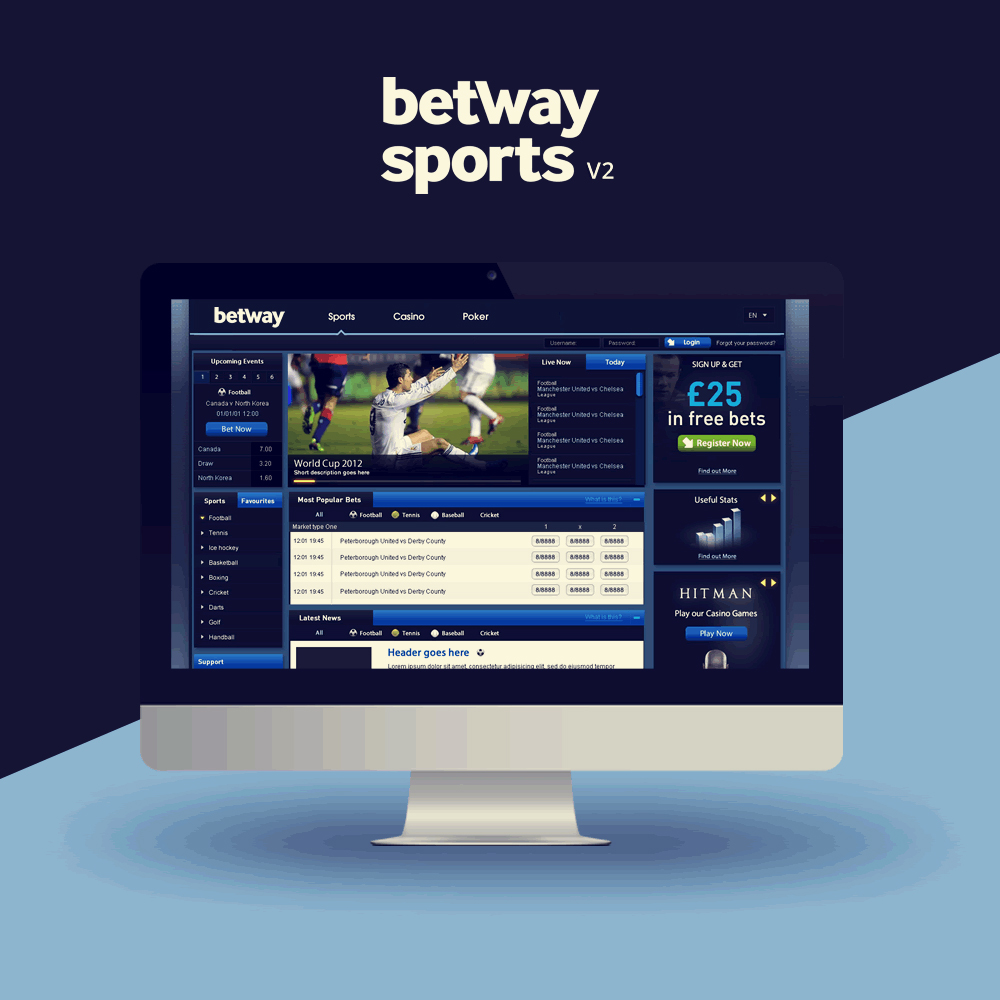 betway
sports V2
betway
Sports
Casino
Poker
EN
Username:
Password:
Login
Forgot your password?
Upcoming Events
1 2 3 4 5 6
Football
Canada v North Korea
01/01/01 12:00
Bet Now
Canada 7.00
Draw 3.20
North Korea 1.60
Sports Favourites
Football
Tennis
Ice hockey
Basketball
Boxing
Cricket
Darts
Golf
Handball
Support
World Cup 2012
Short description goes here
Live Now Today
Football
Manchester United vs Chelsea
League
Football
Manchester United vs Chelsea
League
Football
Manchester United vs Chelsea
League
Football
Manchester United vs Chelsea
League
Most Popular Bets What is this?
All Football Tennis Baseball Cricket
Market type One 1 x 2
12:01 19:45 Peterborough United vs Derby County 8/8888 8/8888 8/8888
12:01 19:45 Peterborough United vs Derby County 8/8888 8/8888 8/8888
12:01 19:45 Peterborough United vs Derby County 8/8888 8/8888 8/8888
12:01 19:45 Peterborough United vs Derby County 8/8888 8/8888 8/8888
Latest News What is this?
All Football Tennis Baseball Cricket
Header goes here
Lorem ipsum dolor sit amet, consectetur adipisicing elit, sed do eiusmod tempor
SIGN UP & GET
£25
in free bets
Register Now
Find out More
Useful Stats
Find out More
HITMAN
Play our Casino Games
Play Now